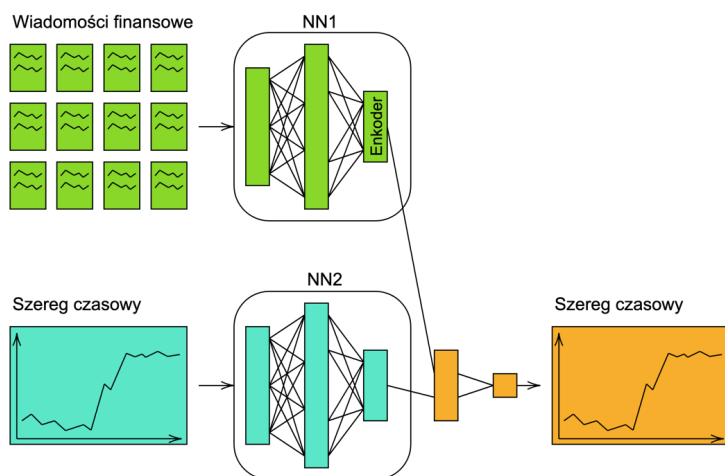 Wiadomości finansowe
NN1
Enkoder
NN2
Szereg czasowy
Szereg czasowy